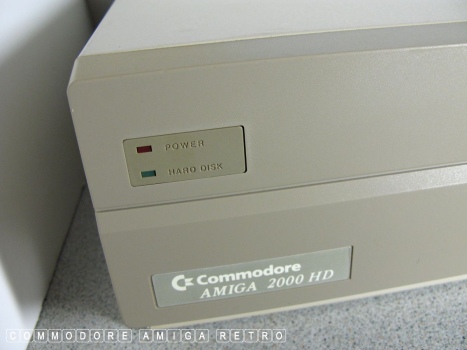 POWER
HARD DISK
Commodore
AMIGA 2000 HD
COMMODORE AMIGA RETRO